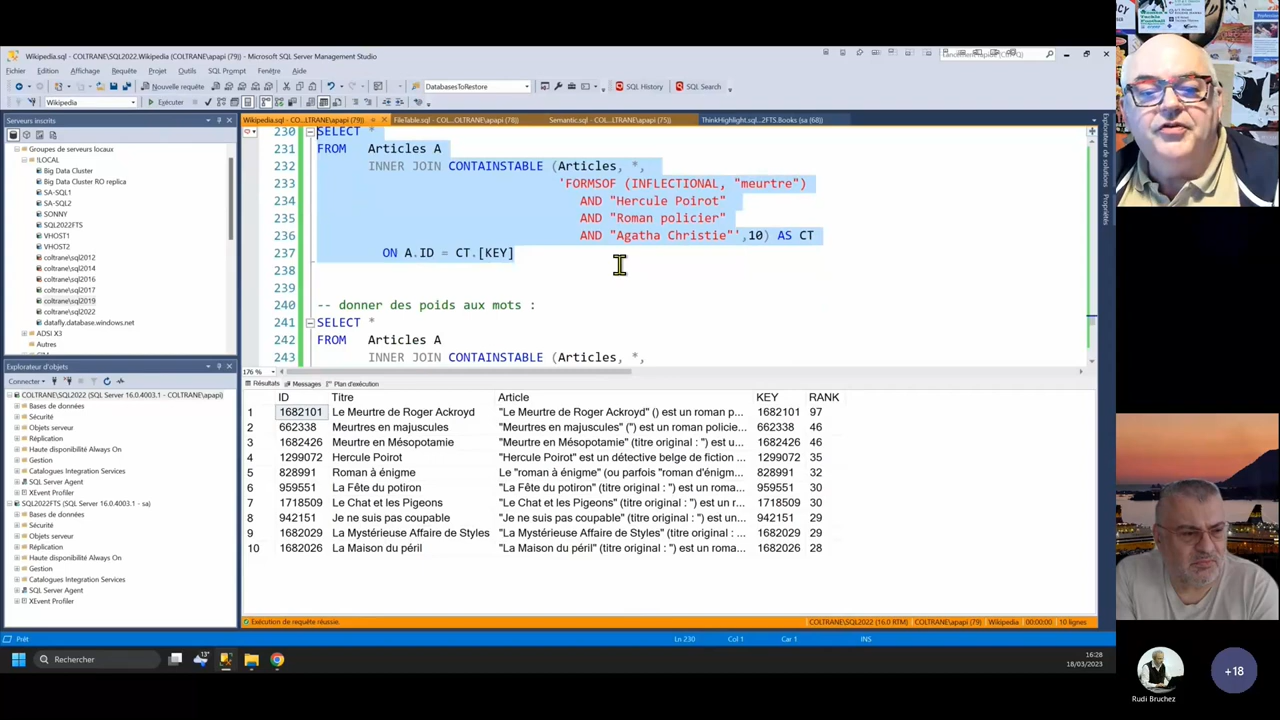 Wikipedia.sql - COLTRANE\SQL2022.Wikipedia (COLTRANE\apapi (79)) - Microsoft SQL Server Management Studio
Fichier Edition Affichage Requête Projet Outils SQL Prompt Fenêtre Aide
Nouvelle requête DatabasesToRestore SQL History SQL Search
Wikipedia Exécuter
Serveurs inscrits
Groupes de serveurs locaux
!LOCAL
Big Data Cluster
Big Data Cluster RO replica
SA-SQL1
SA-SQL2
SONNY
SQL2022FTS
VHOST1
VHOST2
coltrane\sql2012
coltrane\sql2014
coltrane\sql2016
coltrane\sql2017
coltrane\sql2019
coltrane\sql2022
datafly.database.windows.net
ADSI X3
Autres
Explorateur d'objets
Connecter
COLTRANE\SQL2022 (SQL Server 16.0.4003.1 - COLTRANE\apapi)
Bases de données
Sécurité
Objets serveur
Réplication
Haute disponibilité Always On
Gestion
Catalogues Integration Services
SQL Server Agent
XEvent Profiler
SQL2022FTS (SQL Server 16.0.4003.1 - sa)
Bases de données
Sécurité
Objets serveur
Réplication
Haute disponibilité Always On
Gestion
Catalogues Integration Services
SQL Server Agent
XEvent Profiler
Wikipedia.sql - CO...LTRANE\apapi (79)) FileTable.sql - CO...OLTRANE\apapi (78)) Semantic.sql - CO...LTRANE\apapi (75)) ThinkHighlight.sql...2FTS.Books (sa (68))
230 SELECT *
231 FROM Articles A
232 INNER JOIN CONTAINSTABLE (Articles, *,
233 'FORMSOF (INFLECTIONAL, "meurtre")
234 AND "Hercule Poirot"
235 AND "Roman policier"
236 AND "Agatha Christie"',10) AS CT
237 ON A.ID = CT.[KEY]
238
239
240 -- donner des poids aux mots :
241 SELECT *
242 FROM Articles A
243 INNER JOIN CONTAINSTABLE (Articles, *,
176 %
Résultats Messages Plan d'exécution
ID Titre Article KEY RANK
1 1682101 Le Meurtre de Roger Ackroyd "Le Meurtre de Roger Ackroyd" () est un roman p... 1682101 97
2 662338 Meurtres en majuscules "Meurtres en majuscules" ('') est un roman policie... 662338 46
3 1682426 Meurtre en Mésopotamie "Meurtre en Mésopotamie" (titre original : '') est u... 1682426 46
4 1299072 Hercule Poirot "Hercule Poirot" est un détective belge de fiction ... 1299072 35
5 828991 Roman à énigme Le "roman à énigme" (ou parfois "roman d'énigm... 828991 32
6 959551 La Fête du potiron "La Fête du potiron" (titre original : '') est un roma... 959551 30
7 1718509 Le Chat et les Pigeons "Le Chat et les Pigeons" (titre original : '') est un r... 1718509 30
8 942151 Je ne suis pas coupable "Je ne suis pas coupable" (titre original : '') est un... 942151 29
9 1682029 La Mystérieuse Affaire de Styles "La Mystérieuse Affaire de Styles" (titre original : '')... 1682029 29
10 1682026 La Maison du péril "La Maison du péril" (titre original : '') est un roma... 1682026 28
Exécution de requête réussie. COLTRANE\SQL2022 (16.0 RTM) COLTRANE\apapi (79) Wikipedia 00:00:00 10 lignes
Prêt Ln 230 Col 1 Car 1 INS
Explorateur de solutions
Propriétés
Rechercher
13°
16:28
18/03/2023
Rudi Bruchez
+18